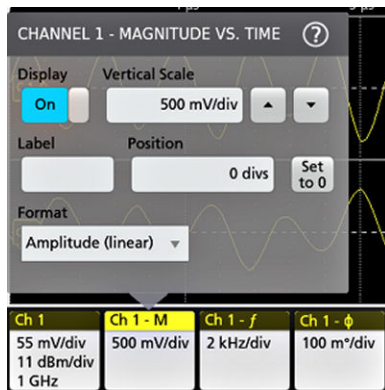 CHANNEL 1 - MAGNITUDE VS. TIME ?
Display Vertical Scale
On 500 mV/div
Label Position
0 divs Set to 0
Format
Amplitude (linear)
Ch 1 Ch 1 - M Ch 1 - f Ch 1 - ϕ
55 mV/div 500 mV/div 2 kHz/div 100 m°/div
11 dBm/div
1 GHz